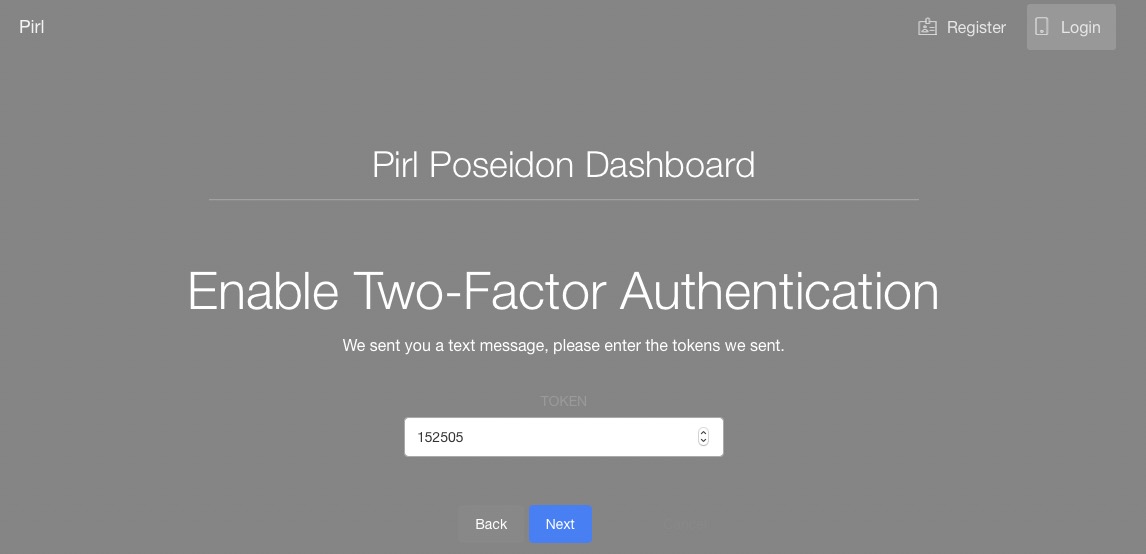 Pirl
Register
Login
Pirl Poseidon Dashboard
Enable Two-Factor Authentication
We sent you a text message, please enter the tokens we sent.
TOKEN
152505
Back
Next